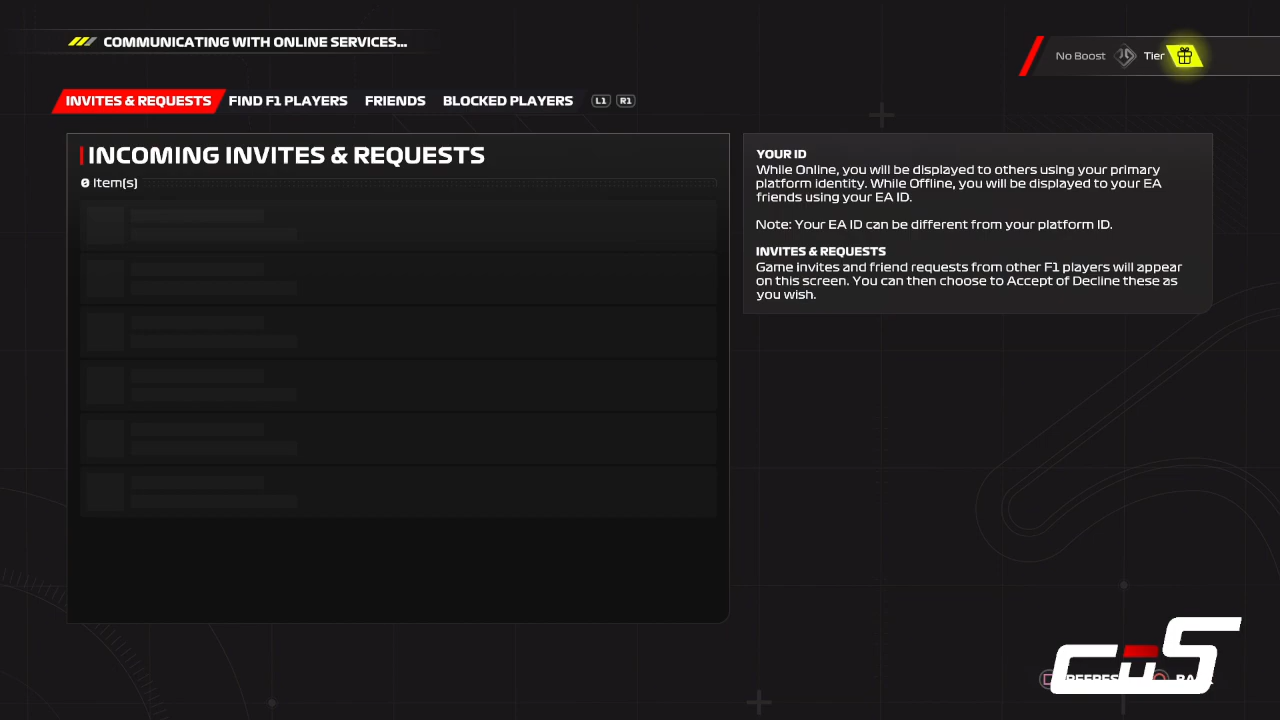 COMMUNICATING WITH ONLINE SERVICES...
No Boost Tier
INVITES & REQUESTS FIND F1 PLAYERS FRIENDS BLOCKED PLAYERS L1 R1
INCOMING INVITES & REQUESTS
0 Item(s)
YOUR ID
While Online, you will be displayed to others using your primary
platform identity. While Offline, you will be displayed to your EA
friends using your EA ID.
Note: Your EA ID can be different from your platform ID.
INVITES & REQUESTS
Game invites and friend requests from other F1 players will appear
on this screen. You can then choose to Accept of Decline these as
you wish.